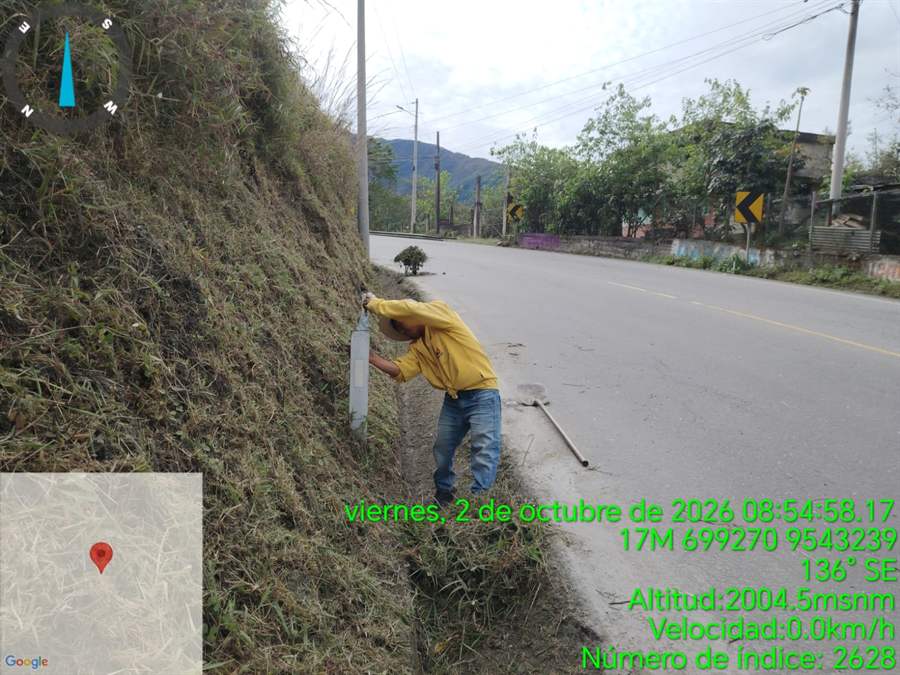 S
E
W
N
viernes, 2 de octubre de 2026 08:54:58.17
17M 699270 9543239
136° SE
Altitud:2004.5msnm
Velocidad:0.0km/h
Número de índice: 2628
Google